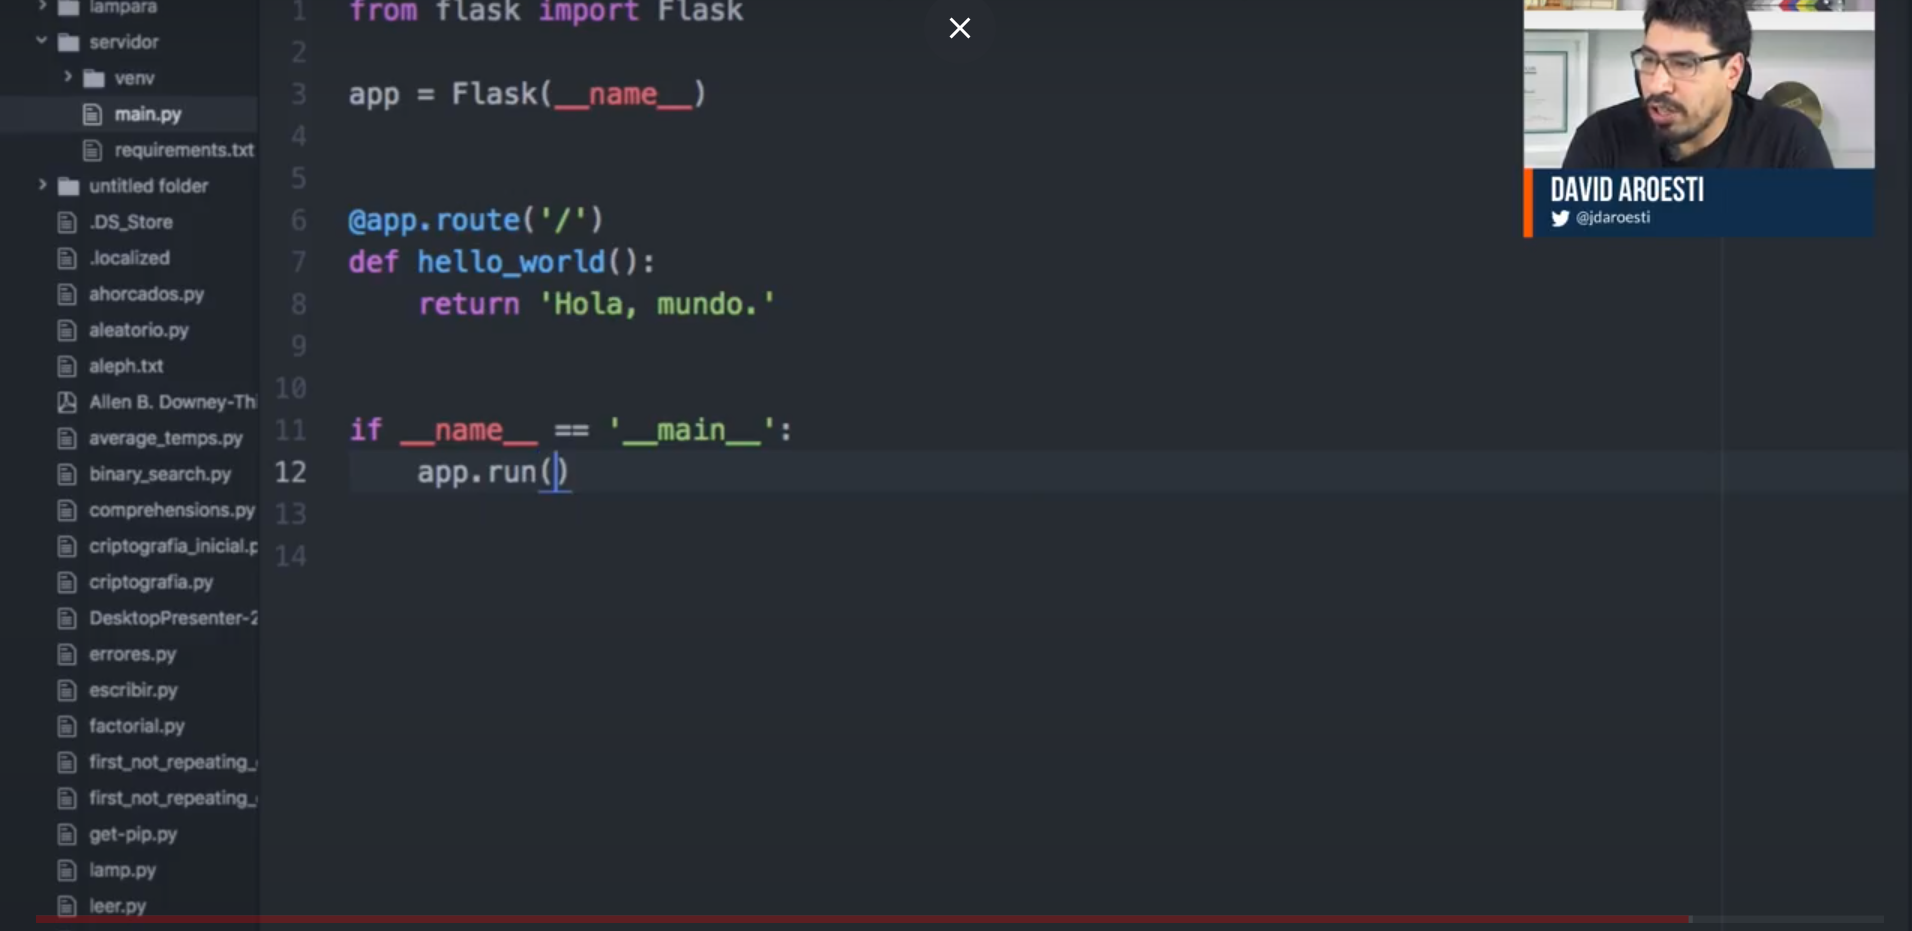 lampara
servidor
venv
main.py
requirements.txt
untitled folder
.DS_Store
.localized
ahorcados.py
aleatorio.py
aleph.txt
Allen B. Downey-Thi
average_temps.py
binary_search.py
comprehensions.py
criptografia_inicial.p
criptografia.py
DesktopPresenter-2
errores.py
escribir.py
factorial.py
first_not_repeating_
first_not_repeating_
get-pip.py
lamp.py
leer.py
1 from flask import Flask
2
3 app = Flask(__name__)
4
5
6 @app.route('/')
7 def hello_world():
8     return 'Hola, mundo.'
9
10
11 if __name__ == '__main__':
12     app.run()
13
14
DAVID AROESTI
@jdaroesti